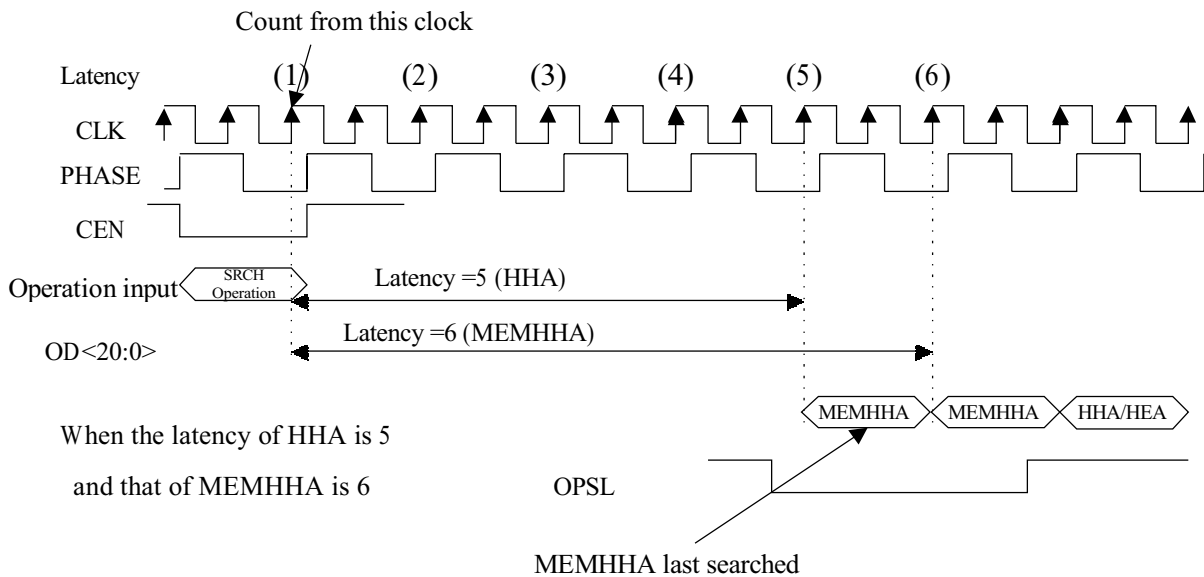 Count from this clock
Latency (1) (2) (3) (4) (5) (6)
CLK
PHASE
CEN
Operation input
SRCH
Operation
Latency =5 (HHA)
Latency =6 (MEMHHA)
OD<20:0>
MEMHHA MEMHHA HHA/HEA
When the latency of HHA is 5
and that of MEMHHA is 6
OPSL
MEMHHA last searched